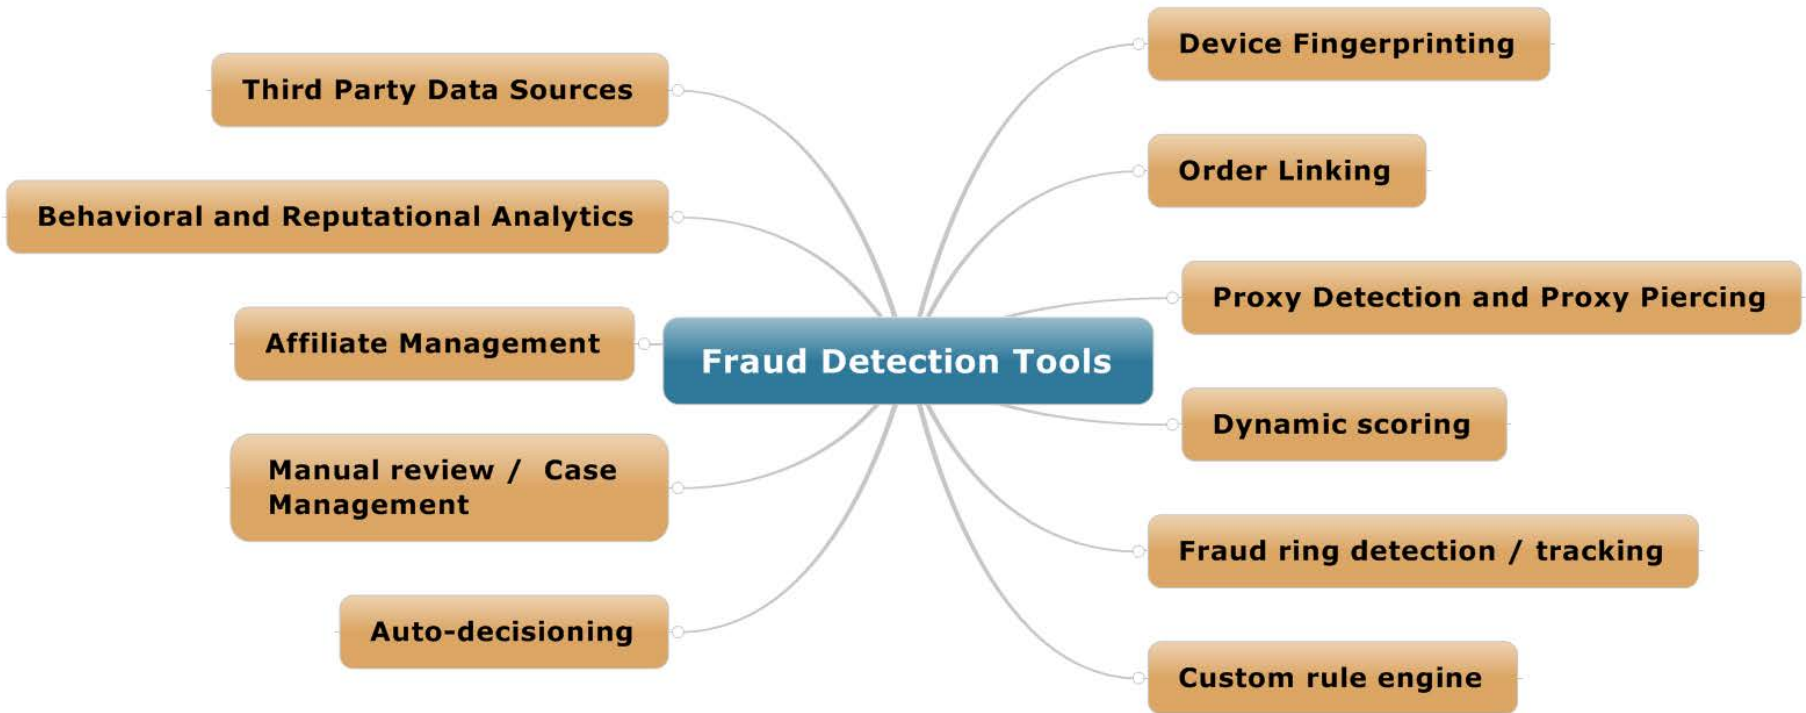 Third Party Data Sources
Behavioral and Reputational Analytics
Affiliate Management
Manual review /  Case
Management
Auto-decisioning
Fraud Detection Tools
Device Fingerprinting
Order Linking
Proxy Detection and Proxy Piercing
Dynamic scoring
Fraud ring detection / tracking
Custom rule engine